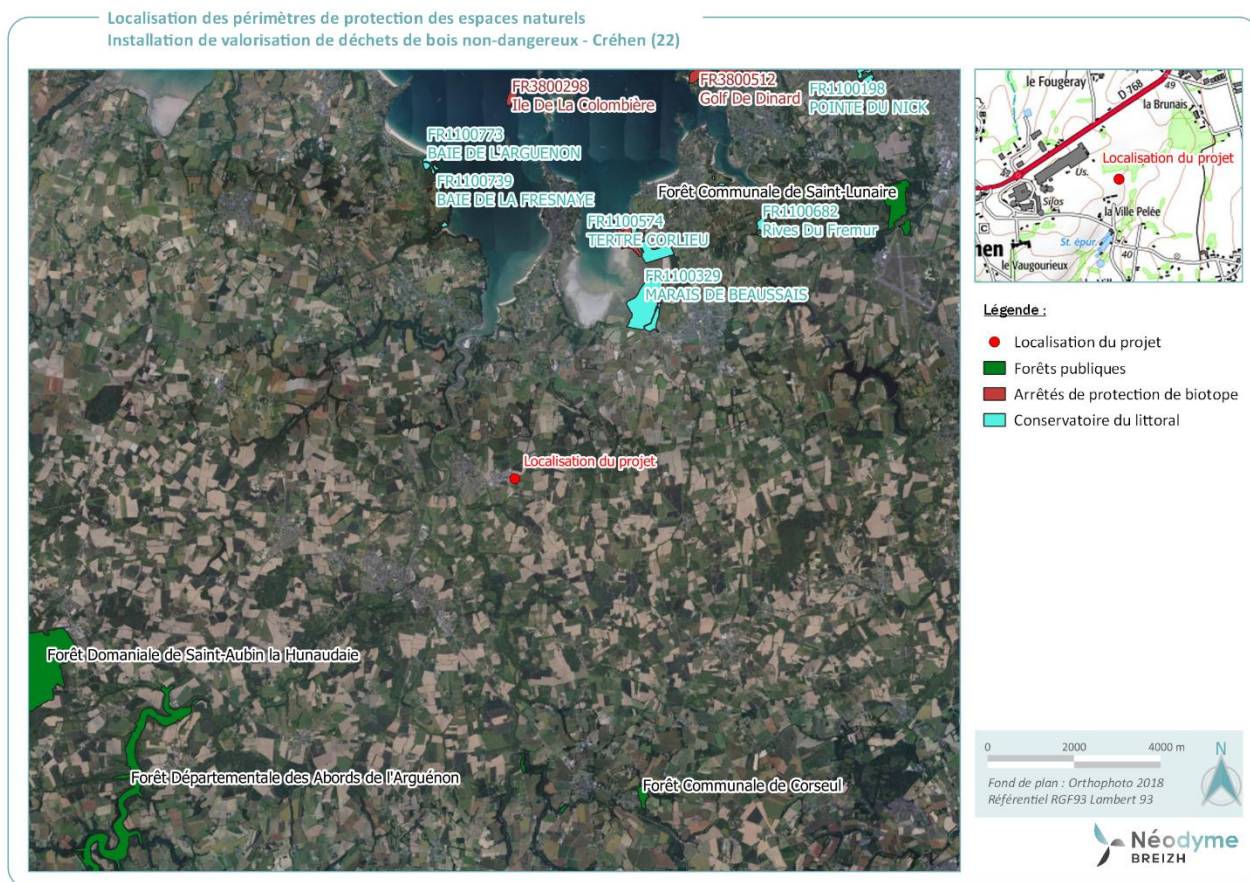 Localisation des périmètres de protection des espaces naturels
Installation de valorisation de déchets de bois non-dangereux - Créhen (22)
FR3800298
Ile De La Colombière
FR3800512
Golf De Dinard
FR1100198
POINTE DU NICK
FR1100773
BAIE DE L'ARGUENON
FR1100739
BAIE DE LA FRESNAYE
Forêt Communale de Saint-Lunaire
FR1100574
TERTRE CORLIEU
FR1100682
Rives Du Fremur
FR1100329
MARAIS DE BEAUSSAIS
Localisation du projet
Forêt Domaniale de Saint-Aubin la Hunaudaie
Forêt Départementale des Abords de l'Arguénon
Forêt Communale de Corseul
le Fougeray
D 768
49
la Brunais
Localisation du projet
Us.
Silos
la Ville Pelée
C
nen
St. épur.
40
le Vaugourieux
Légende :
Localisation du projet
Forêts publiques
Arrêtés de protection de biotope
Conservatoire du littoral
0 2000 4000 m
N
Fond de plan : Orthophoto 2018
Référentiel RGF93 Lambert 93
Néodyme
BREIZH